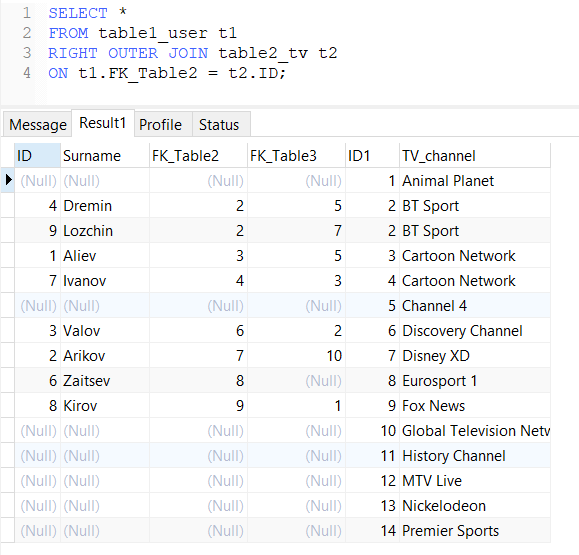 1 SELECT *
2 FROM table1_user t1
3 RIGHT OUTER JOIN table2_tv t2
4 ON t1.FK_Table2 = t2.ID;
Message Result1 Profile Status
ID Surname FK_Table2 FK_Table3 ID1 TV_channel
(Null) (Null) (Null) (Null) 1 Animal Planet
4 Dremin 2 5 2 BT Sport
9 Lozchin 2 7 2 BT Sport
1 Aliev 3 5 3 Cartoon Network
7 Ivanov 4 3 4 Cartoon Network
(Null) (Null) (Null) (Null) 5 Channel 4
3 Valov 6 2 6 Discovery Channel
2 Arikov 7 10 7 Disney XD
6 Zaitsev 8 (Null) 8 Eurosport 1
8 Kirov 9 1 9 Fox News
(Null) (Null) (Null) (Null) 10 Global Television Netw
(Null) (Null) (Null) (Null) 11 History Channel
(Null) (Null) (Null) (Null) 12 MTV Live
(Null) (Null) (Null) (Null) 13 Nickelodeon
(Null) (Null) (Null) (Null) 14 Premier Sports